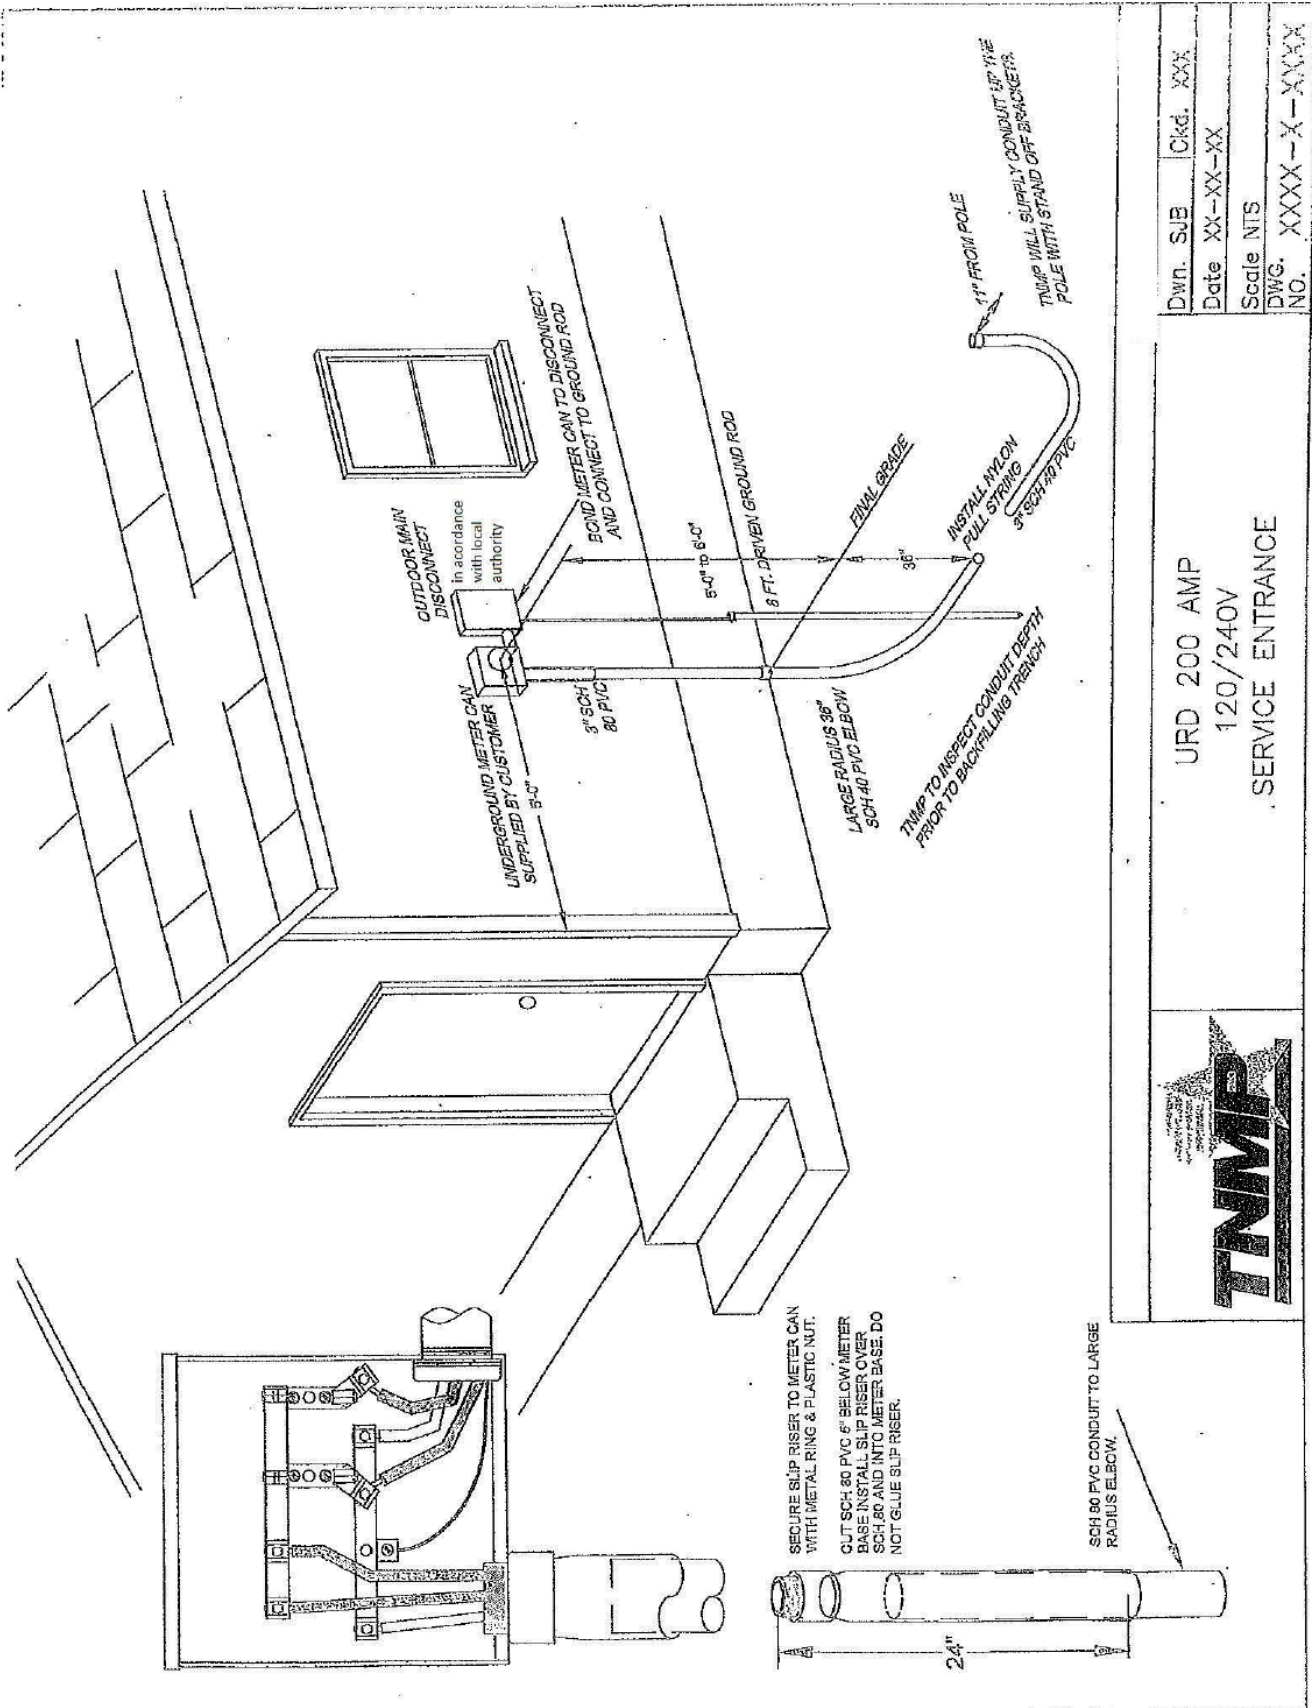 OUTDOOR MAIN
DISCONNECT
in acordance
with local
authority
UNDERGROUND METER CAN
SUPPLIED BY CUSTOMER
5'-0"
BOND METER CAN TO DISCONNECT
AND CONNECT TO GROUND ROD
3" SCH
80 PVC
5'-0" to 6'-0"
8 FT. DRIVEN GROUND ROD
FINAL GRADE
36"
LARGE RADIUS 36"
SCH 40 PVC ELBOW
TNMP TO INSPECT CONDUIT DEPTH
PRIOR TO BACKFILLING TRENCH
INSTALL NYLON
PULL STRING
3" SCH 40 PVC
11" FROM POLE
TNMP WILL SUPPLY CONDUIT UP THE
POLE WITH STAND OFF BRACKETS.
SECURE SLIP RISER TO METER CAN
WITH METAL RING & PLASTIC NUT.
CUT SCH 80 PVC 6" BELOW METER
BASE INSTALL SLIP RISER OVER
SCH.80 AND INTO METER BASE. DO
NOT GLUE SLIP RISER.
24"
SCH 80 PVC CONDUIT TO LARGE
RADIUS ELBOW.
TNMP
URD 200 AMP
120/240V
SERVICE ENTRANCE
Dwn. SJB Ckd. XXX
Date XX-XX-XX
Scale NTS
DWG.
NO. XXXX-X-XXXX